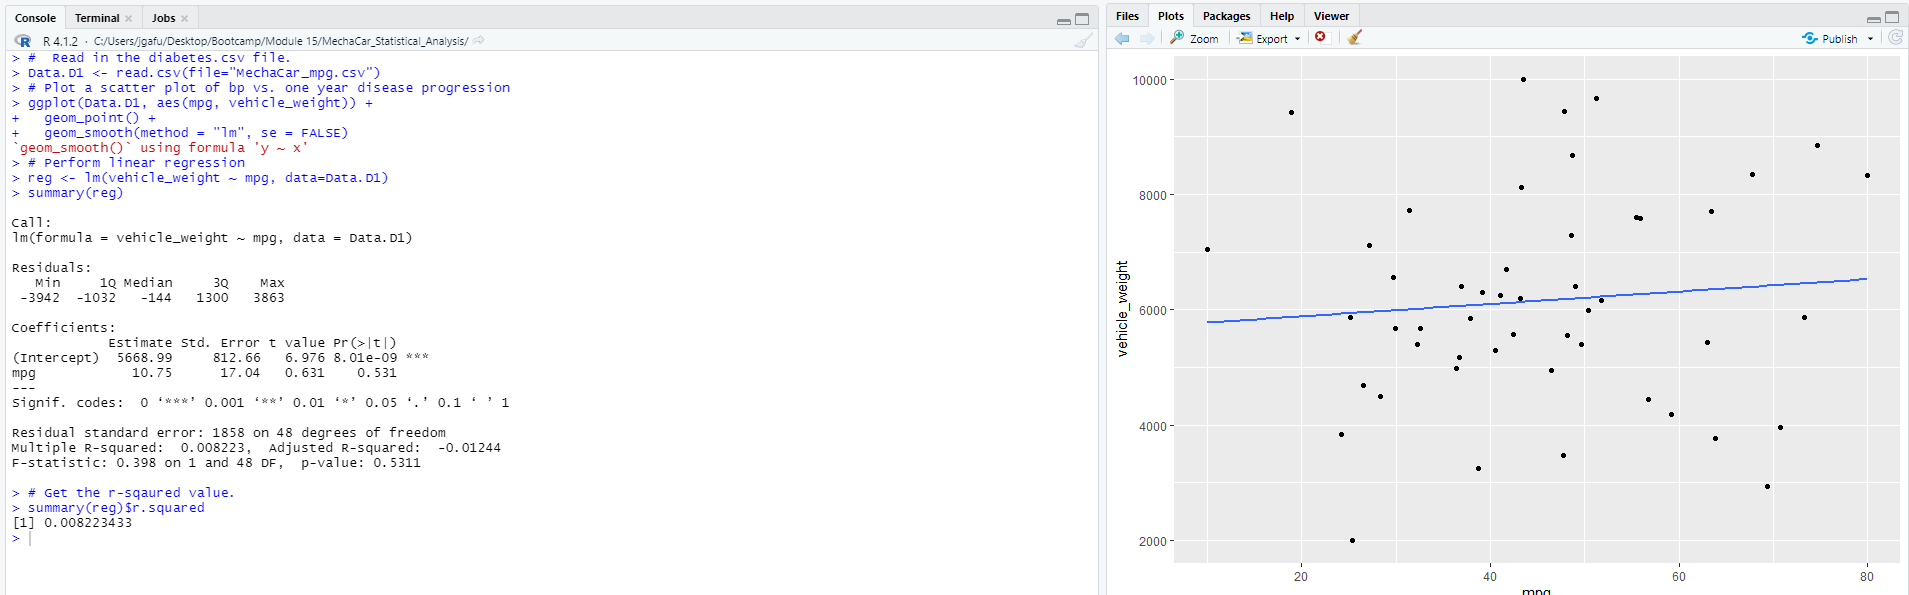 Console Terminal Jobs
R 4.1.2 · C:/Users/jgafu/Desktop/Bootcamp/Module 15/MechaCar_Statistical_Analysis/
> #  Read in the diabetes.csv file.
> Data.D1 <- read.csv(file="MechaCar_mpg.csv")
> # Plot a scatter plot of bp vs. one year disease progression
> ggplot(Data.D1, aes(mpg, vehicle_weight)) +
+   geom_point() +
+   geom_smooth(method = "lm", se = FALSE)
`geom_smooth()` using formula 'y ~ x'
> # Perform linear regression
> reg <- lm(vehicle_weight ~ mpg, data=Data.D1)
> summary(reg)
Call:
lm(formula = vehicle_weight ~ mpg, data = Data.D1)
Residuals:
   Min     1Q Median     3Q    Max
 -3942  -1032   -144   1300   3863
Coefficients:
            Estimate Std. Error t value Pr(>|t|)
(Intercept)  5668.99     812.66   6.976 8.01e-09 ***
mpg            10.75      17.04   0.631    0.531
---
Signif. codes:  0 ‘***’ 0.001 ‘**’ 0.01 ‘*’ 0.05 ‘.’ 0.1 ‘ ’ 1
Residual standard error: 1858 on 48 degrees of freedom
Multiple R-squared:  0.008223,  Adjusted R-squared:  -0.01244
F-statistic: 0.398 on 1 and 48 DF,  p-value: 0.5311
> # Get the r-sqaured value.
> summary(reg)$r.squared
[1] 0.008223433
>
Files Plots Packages Help Viewer
Zoom Export Publish
10000
8000
6000
4000
2000
vehicle_weight
20 40 60 80
mpg